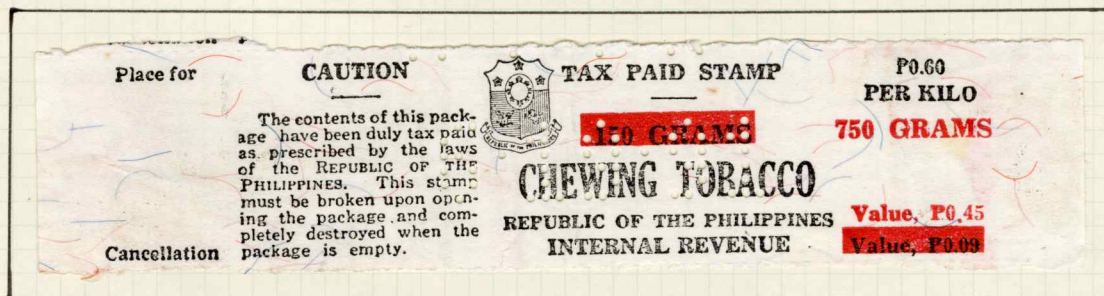 Place for
Cancellation
CAUTION
The contents of this pack-
age have been duly tax paid
as prescribed by the laws
of the REPUBLIC OF THE
PHILIPPINES. This stamp
must be broken upon open-
ing the package and com-
pletely destroyed when the
package is empty.
TAX PAID STAMP
150 GRAMS
CHEWING TOBACCO
REPUBLIC OF THE PHILIPPINES
INTERNAL REVENUE
₱0.60
PER KILO
750 GRAMS
Value, ₱0.45
Value, ₱0.09